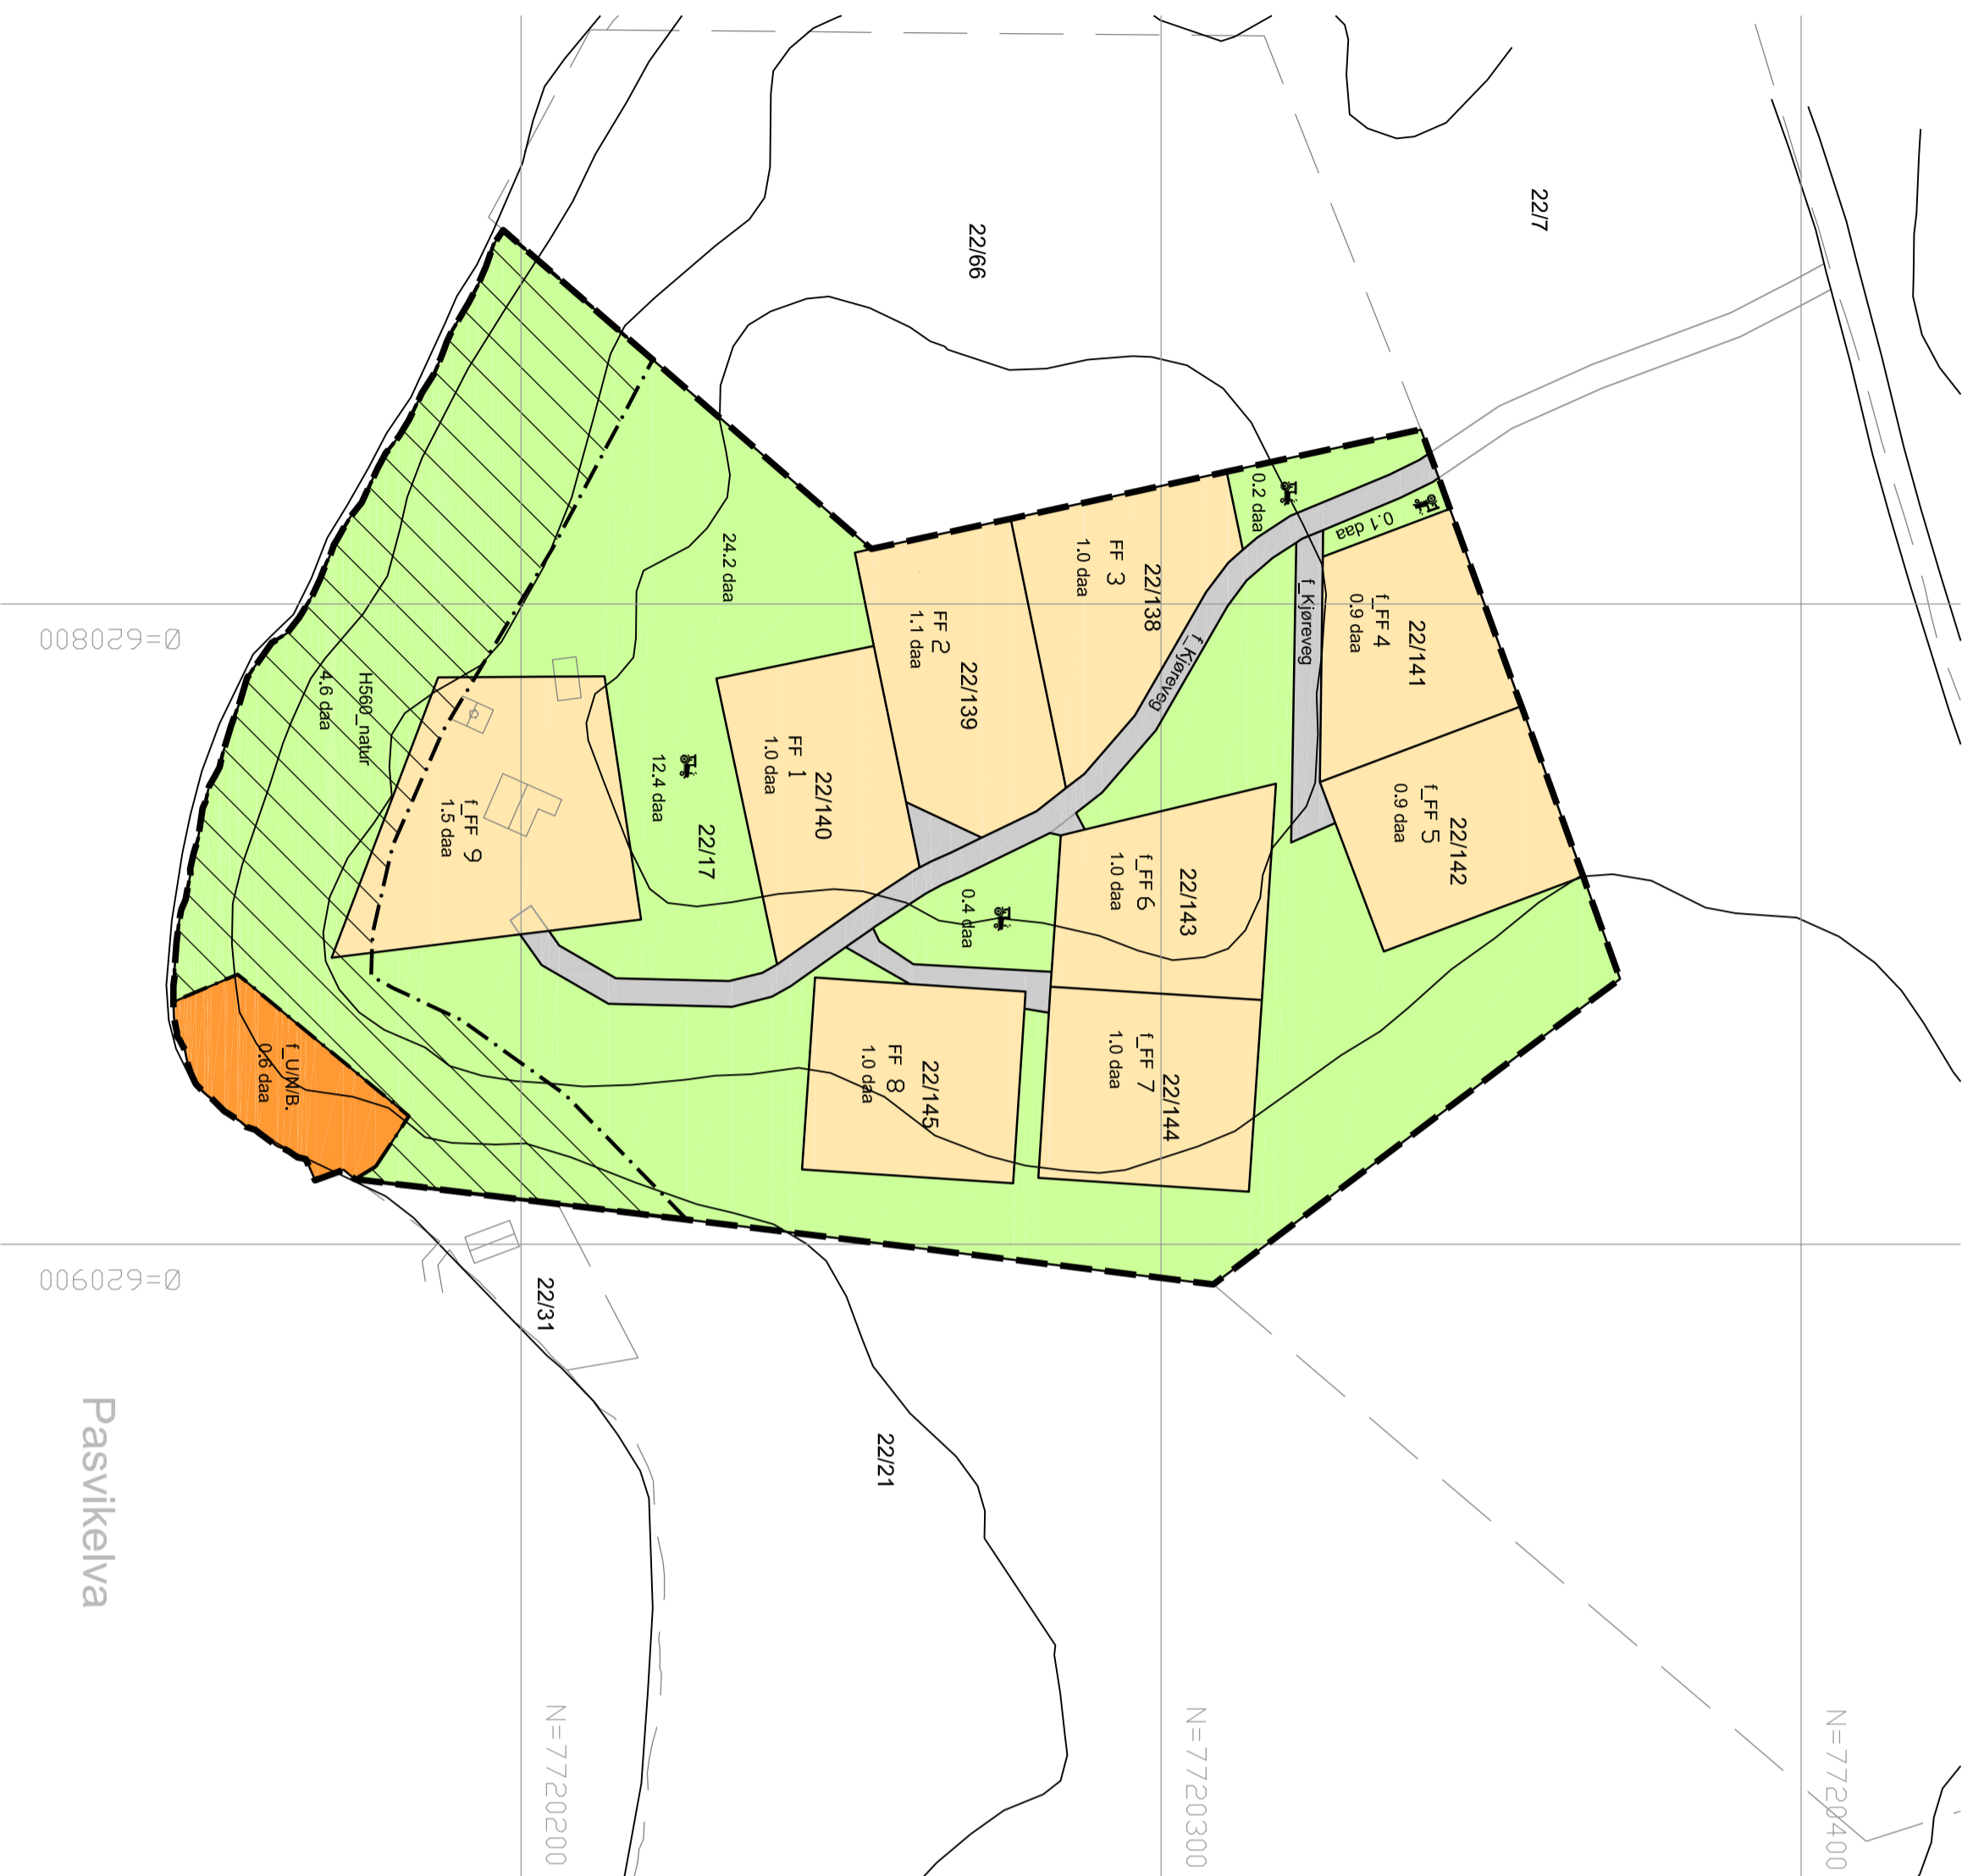 22/7
22/66
0.2 daa
0.1 daa
22/138
FF 3
1.0 daa
f_Kjøreveg
f_Kjøreveg
22/141
f_FF 4
0.9 daa
22/142
f_FF 5
0.9 daa
22/139
FF 2
1.1 daa
24.2 daa
22/140
FF 1
1.0 daa
22/17
12.4 daa
22/143
f_FF 6
1.0 daa
0.4 daa
22/144
f_FF 7
1.0 daa
22/145
FF 8
1.0 daa
f_FF 9
1.5 daa
H560_natur
4.6 daa
f_U/N/B.
0.6 daa
22/31
22/21
Pasvikelva
Ø=620800
Ø=620900
N=7720200
N=7720300
N=7720400